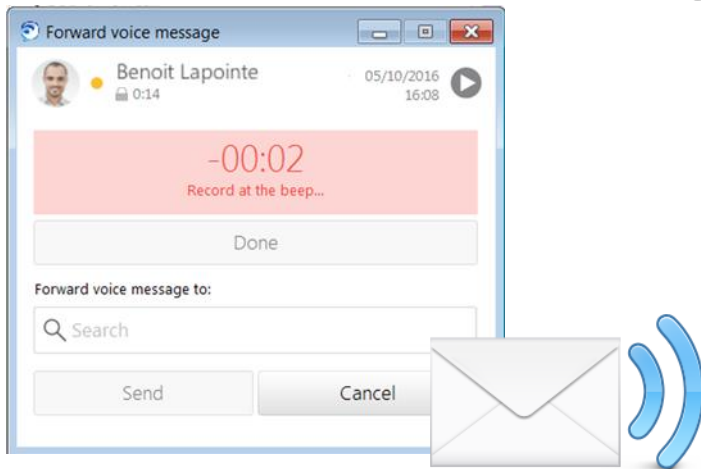 Forward voice message
Benoit Lapointe
0:14
05/10/2016
16:08
-00:02
Record at the beep...
Done
Forward voice message to:
Search
Send
Cancel